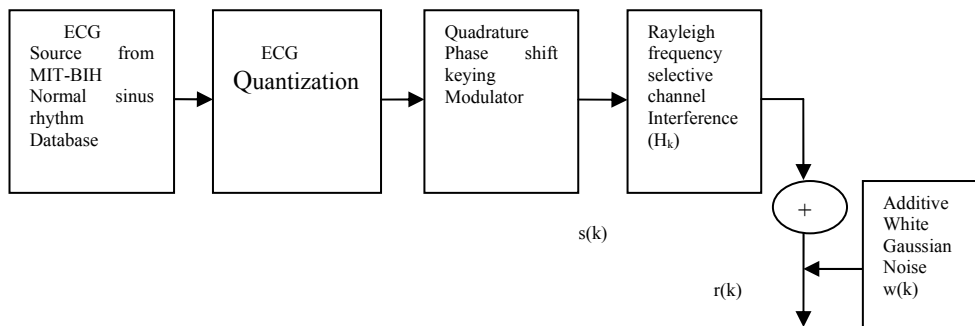 ECG
Source from
MIT-BIH
Normal sinus
rhythm
Database
ECG
Quantization
Quadrature
Phase shift
keying
Modulator
Rayleigh
frequency
selective
channel
Interference
(Hk)
+
Additive
White
Gaussian
Noise
w(k)
s(k)
r(k)